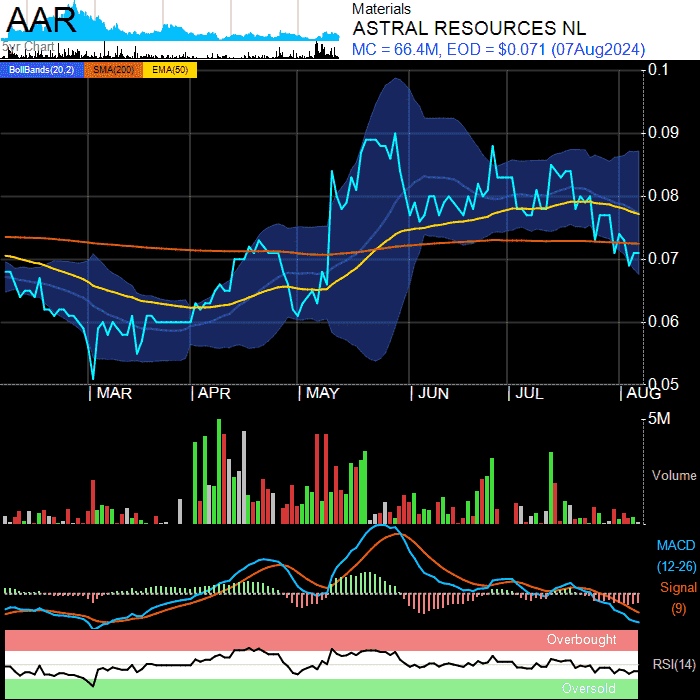 AAR
5yr Chart
Materials
ASTRAL RESOURCES NL
MC = 66.4M, EOD = $0.071 (07Aug2024)
BollBands(20,2) SMA(200) EMA(50)
0.1
0.09
0.08
0.07
0.06
0.05
MAR APR MAY JUN JUL AUG
5M
Volume
MACD
(12-26)
Signal
(9)
Overbought
RSI(14)
Oversold